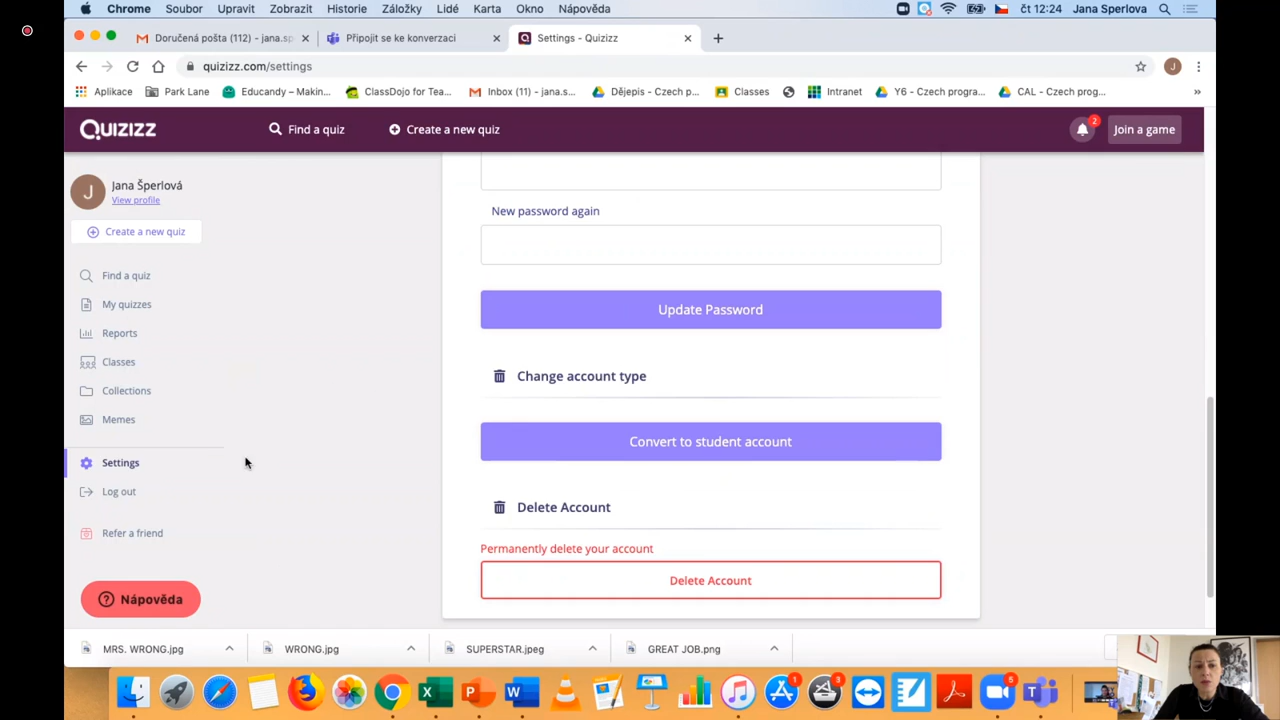 Chrome Soubor Upravit Zobrazit Historie Záložky Lidé Karta Okno Nápověda čt 12:24 Jana Sperlova
Doručená pošta (112) - jana.sp Připojit se ke konverzaci Settings - Quizizz
quizizz.com/settings J
Aplikace Park Lane Educandy – Makin... ClassDojo for Tea... Inbox (11) - jana.s... Dějepis - Czech p... Classes Intranet Y6 - Czech progra... CAL - Czech prog... »
Quizizz Find a quiz Create a new quiz 2 Join a game
J Jana Šperlová
View profile
Create a new quiz
Find a quiz
My quizzes
Reports
Classes
Collections
Memes
Settings
Log out
Refer a friend
Nápověda
New password again
Update Password
Change account type
Convert to student account
Delete Account
Permanently delete your account
Delete Account
MRS. WRONG.jpg WRONG.jpg SUPERSTAR.jpeg GREAT JOB.png
1 3 5